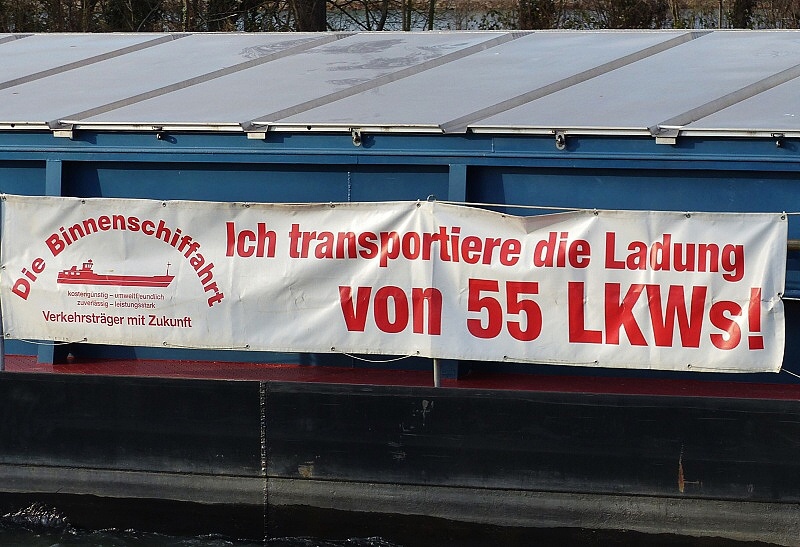 Die Binnenschiffahrt
kostengünstig – umweltfreundlich
zuverlässig – leistungsstark
Verkehrsträger mit Zukunft
Ich transportiere die Ladung
von 55 LKWs!